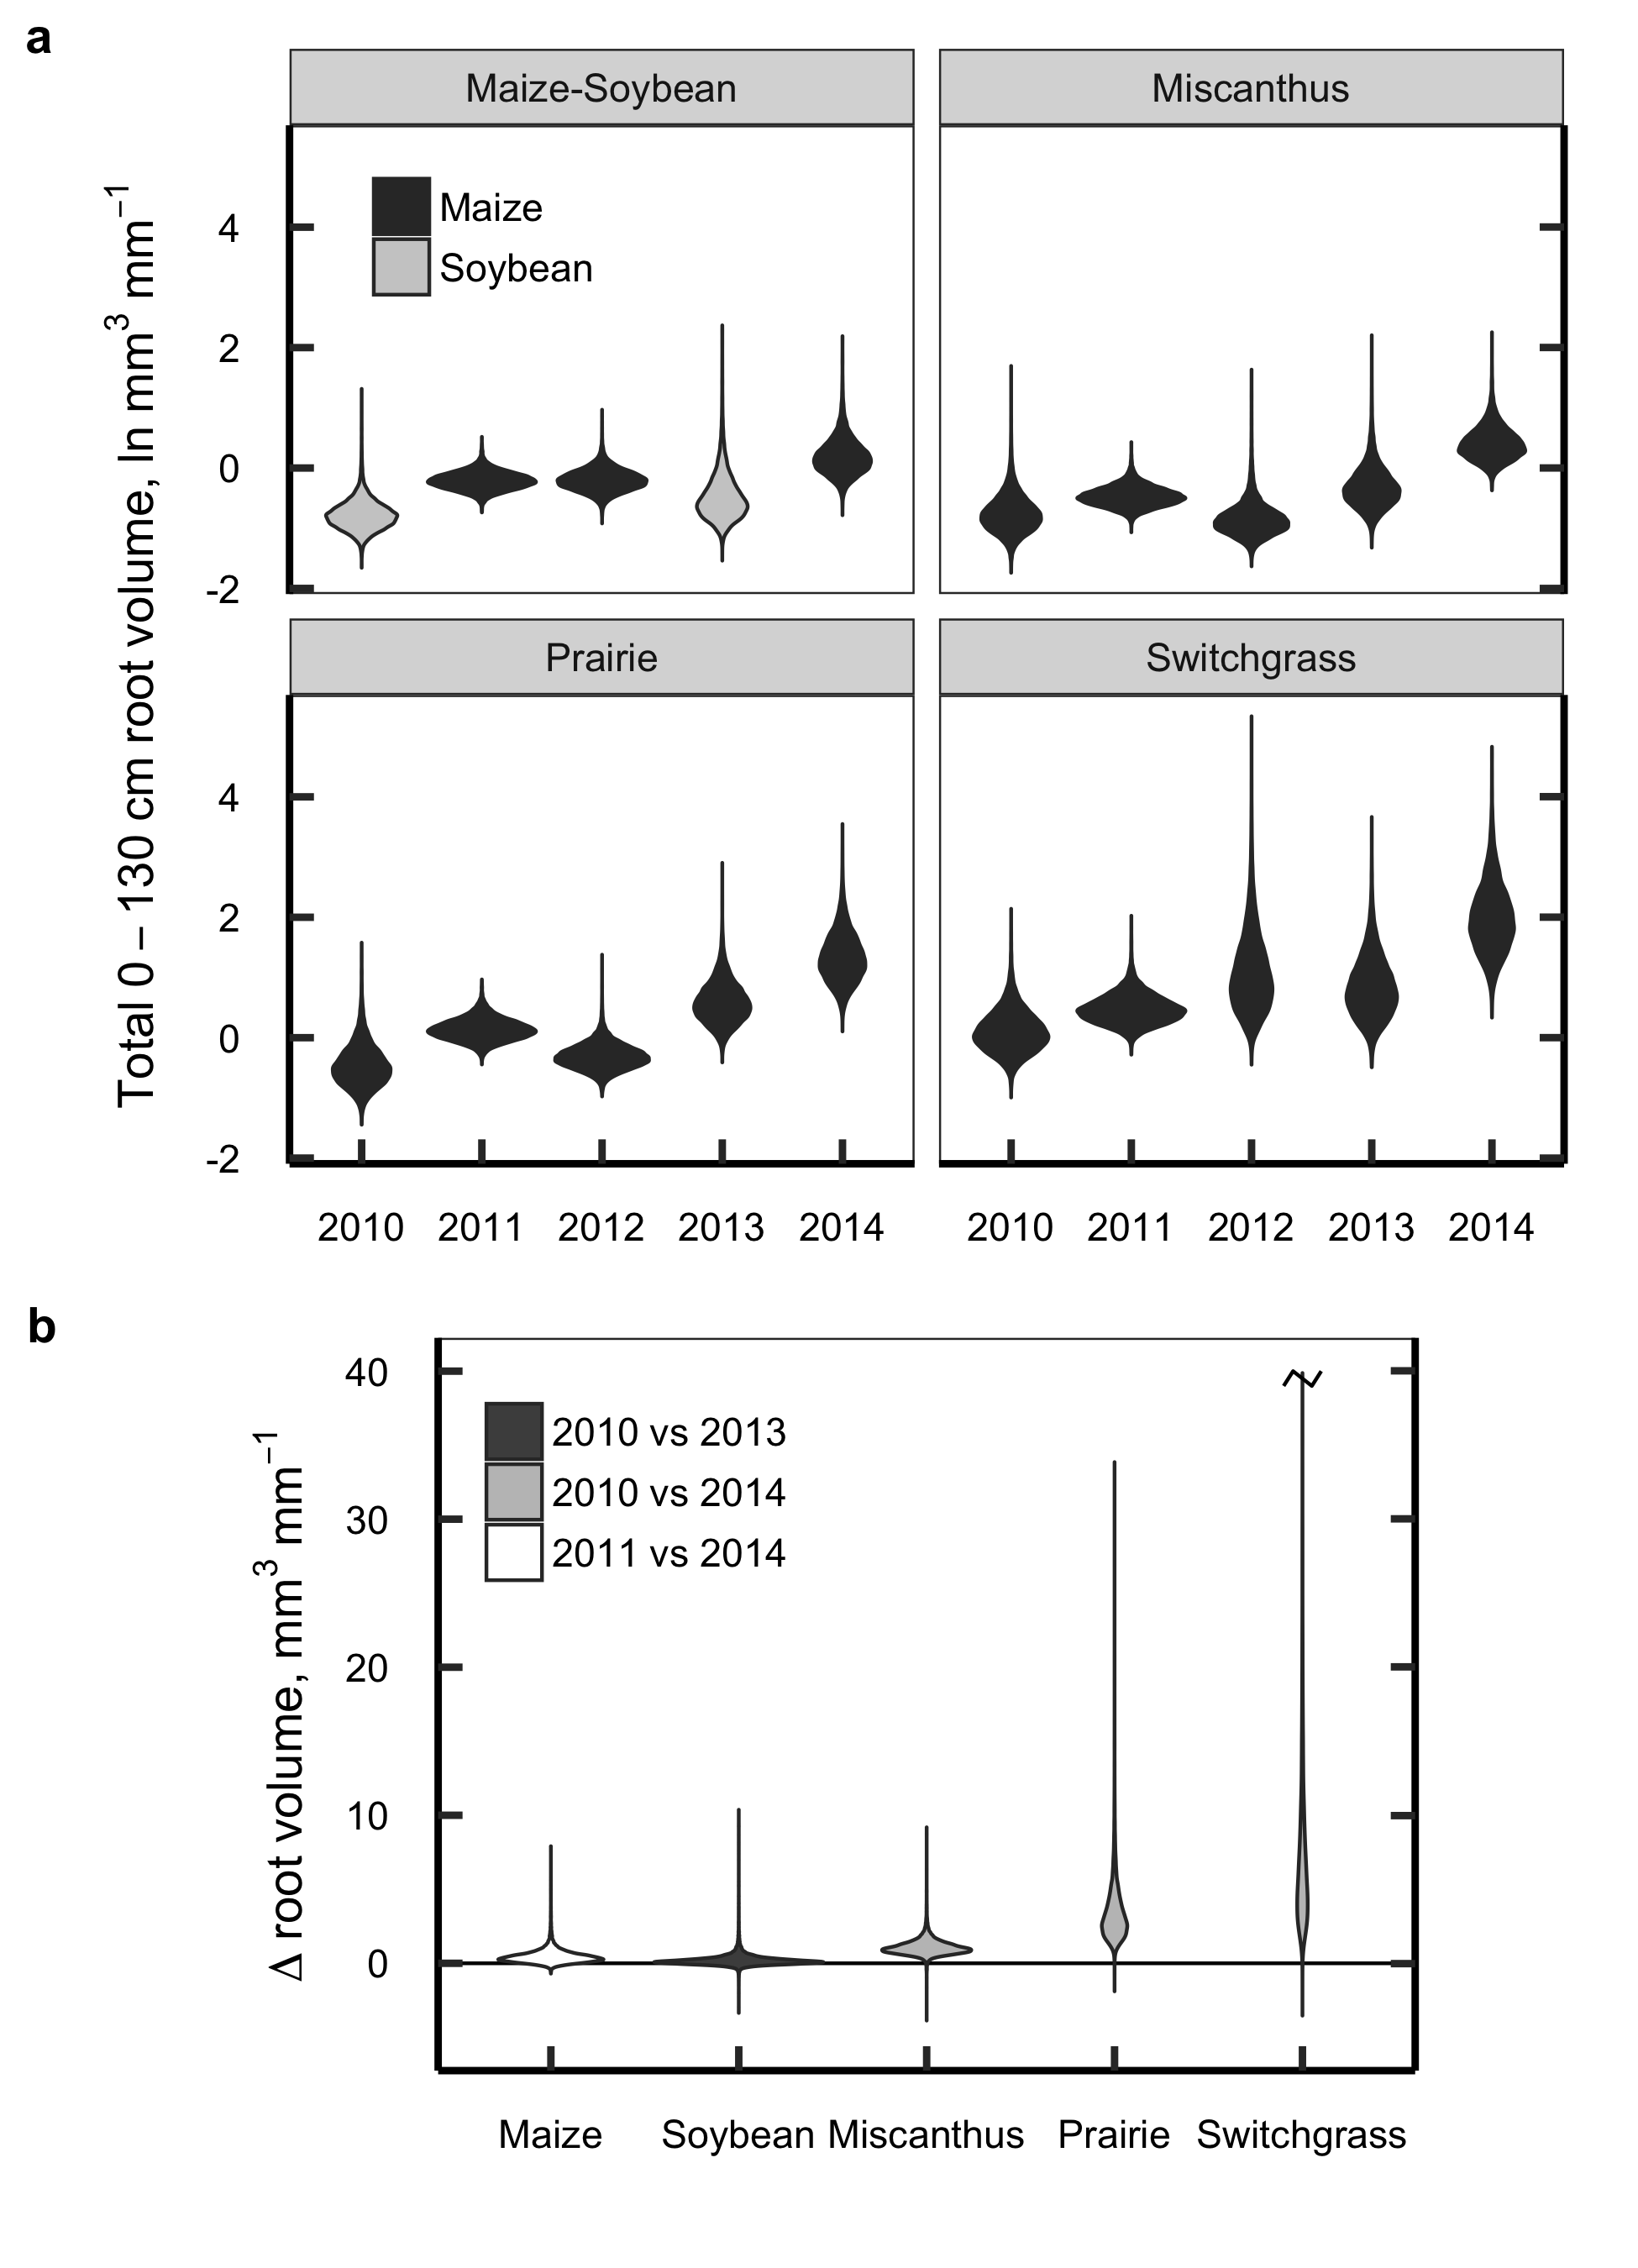 a
Maize-Soybean
Miscanthus
Maize
Soybean
4
2
0
-2
Prairie
Switchgrass
4
2
0
-2
Total 0 – 130 cm root volume, ln mm³ mm⁻¹
2010 2011 2012 2013 2014
2010 2011 2012 2013 2014
b
40
30
20
10
0
2010 vs 2013
2010 vs 2014
2011 vs 2014
Δ root volume, mm³ mm⁻¹
Maize Soybean Miscanthus Prairie Switchgrass